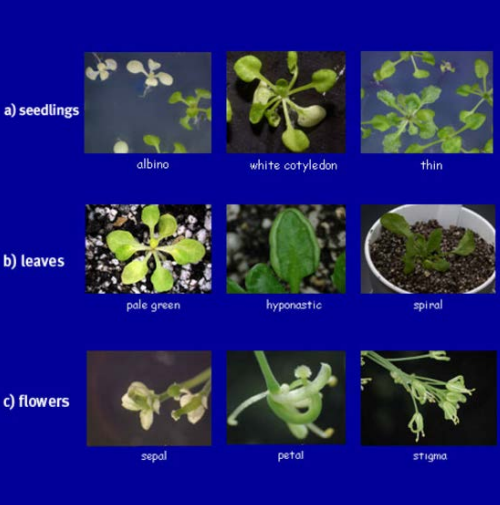 a) seedlings
albino white cotyledon thin
b) leaves
pale green hyponastic spiral
c) flowers
sepal petal stigma